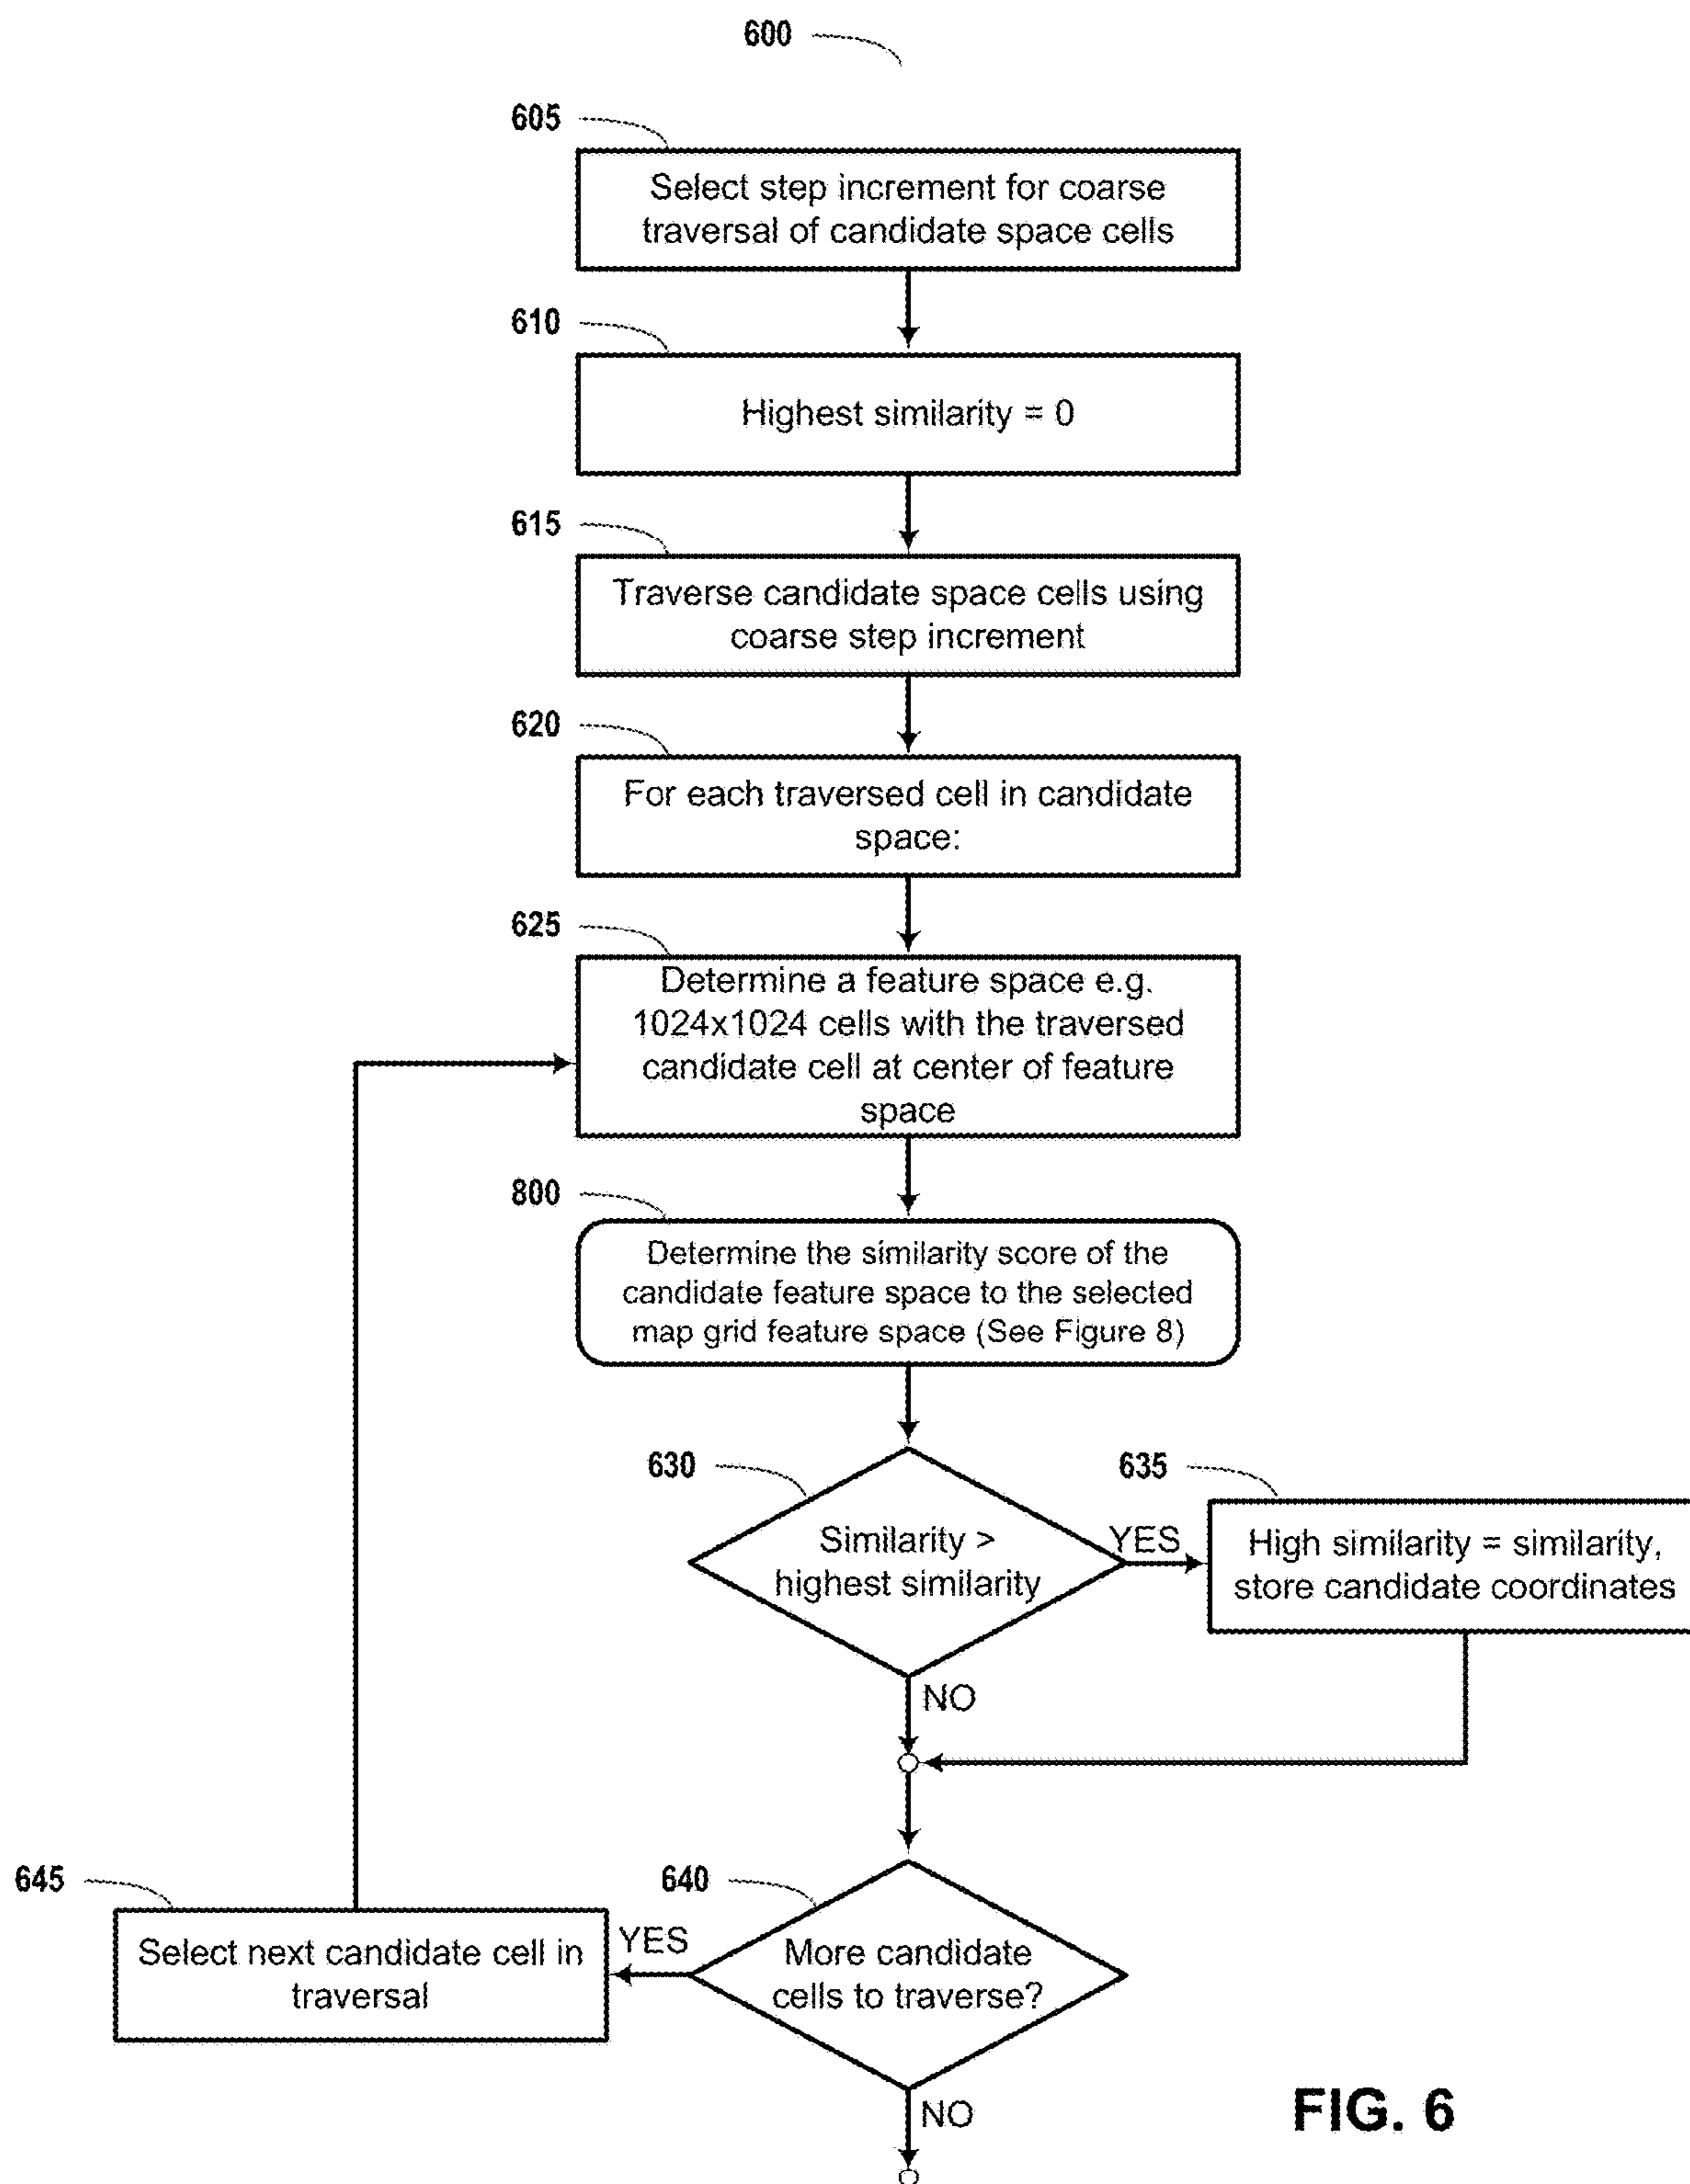 600
605
Select step increment for coarse
traversal of candidate space cells
610
Highest similarity = 0
615
Traverse candidate space cells using
coarse step increment
620
For each traversed cell in candidate
space:
625
Determine a feature space e.g.
1024x1024 cells with the traversed
candidate cell at center of feature
space
800
Determine the similarity score of the
candidate feature space to the selected
map grid feature space (See Figure 8)
630
Similarity >
highest similarity
YES
635
High similarity = similarity,
store candidate coordinates
NO
640
More candidate
cells to traverse?
YES
645
Select next candidate cell in
traversal
NO
FIG. 6